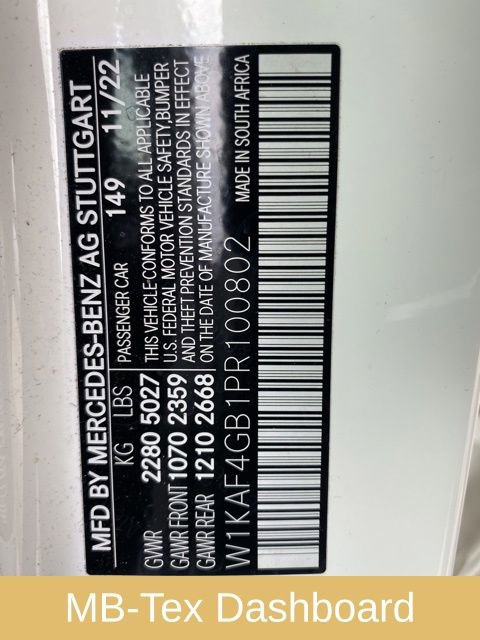 MFD BY MERCEDES-BENZ AG STUTTGART
149 11/22
KG LBS PASSENGER CAR
GVWR 2280 5027
GAWR FRONT 1070 2359
GAWR REAR 1210 2668
THIS VEHICLE CONFORMS TO ALL APPLICABLE
U.S. FEDERAL MOTOR VEHICLE SAFETY,BUMPER
AND THEFT PREVENTION STANDARDS IN EFFECT
ON THE DATE OF MANUFACTURE SHOWN ABOVE
W1KAF4GB1PR100802
MADE IN SOUTH AFRICA
MB-Tex Dashboard